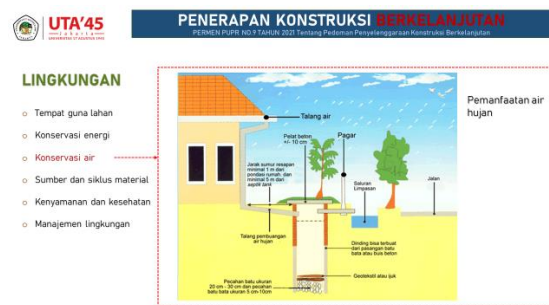 UTA'45
Jakarta
UNIVERSITAS 17 AGUSTUS 1945
PENERAPAN KONSTRUKSI BERKELANJUTAN
PERMEN PUPR NO 9 TAHUN 2021 Tentang Pedoman Penyelenggaraan Konstruksi Berkelanjutan
LINGKUNGAN
Tempat guna lahan
Konservasi energi
Konservasi air
Sumber dan siklus material
Kenyamanan dan kesehatan
Manajemen lingkungan
Talang air
Pelat beton
+/- 10 cm
Pagar
Jarak sumur resapan
minimal 1 m dari
pondasi rumah, dan
minimal 5 m dari
septik tank
Saluran
Limpasan
Jalan
Talang pembuangan
air hujan
Dinding bisa terbuat
dari pasangan batu
bata atau buis beton
Pecahan batu ukuran
20 cm - 30 cm dan pecahan
batu bata ukuran 5 cm-10cm
Geotekstil atau ijuk
Pemanfaatan air
hujan